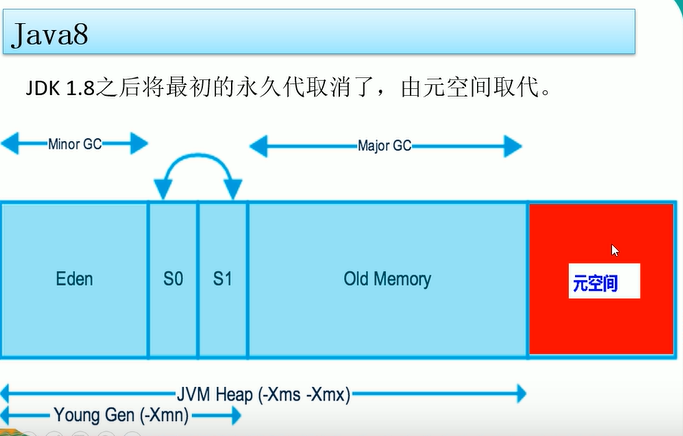 Java8
JDK 1.8之后将最初的永久代取消了，由元空间取代。
Minor GC
Major GC
Eden
S0
S1
Old Memory
元空间
JVM Heap (-Xms -Xmx)
Young Gen (-Xmn)